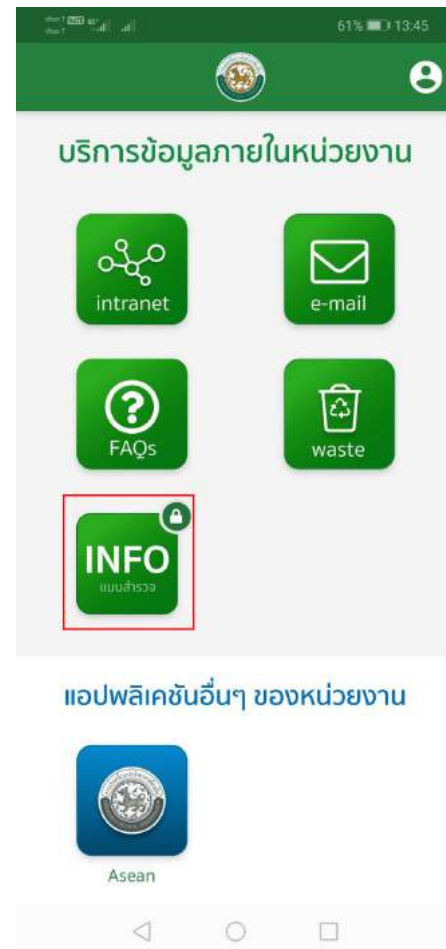 61% 13:45
บริการข้อมูลภายในหน่วยงาน
intranet
e-mail
FAQs
waste
INFO
แบบสำรวจ
แอปพลิเคชันอื่นๆ ของหน่วยงาน
Asean